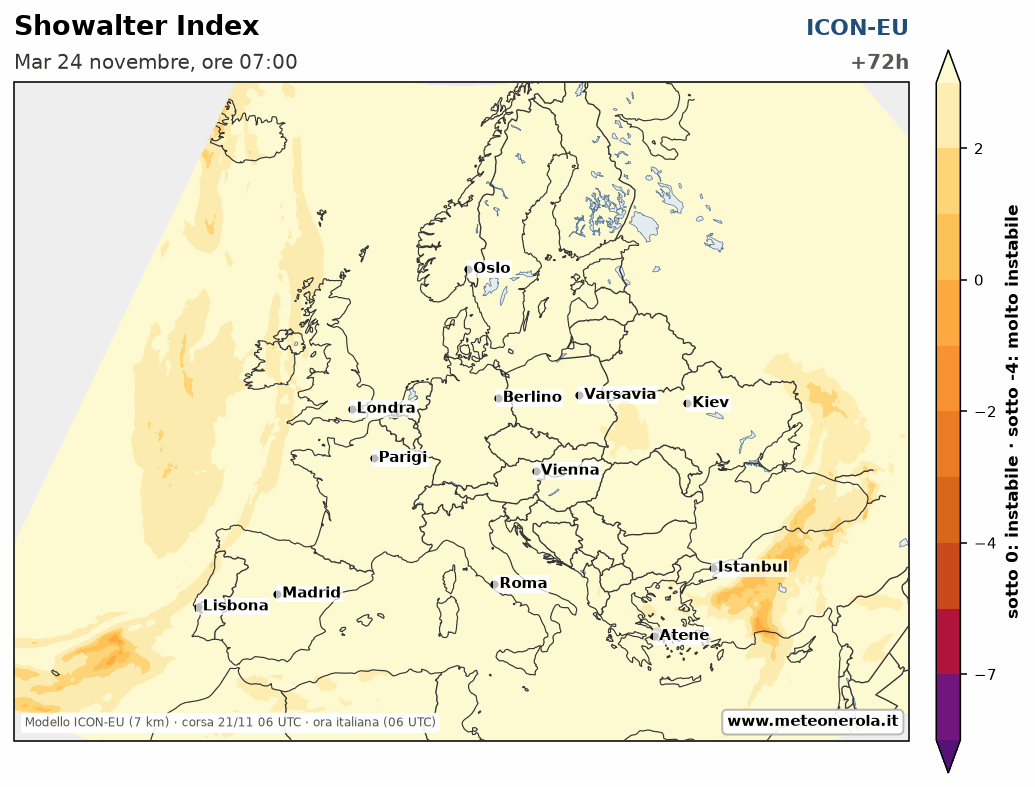 Showalter Index
ICON-EU
Mar 24 novembre, ore 07:00
+72h
2
0
−2
−4
−7
sotto 0: instabile · sotto -4: molto instabile
Oslo
Berlino
Varsavia
Kiev
Londra
Parigi
Vienna
Istanbul
Roma
Madrid
Lisbona
Atene
Modello ICON-EU (7 km) · corsa 21/11 06 UTC · ora italiana (06 UTC)
www.meteonerola.it